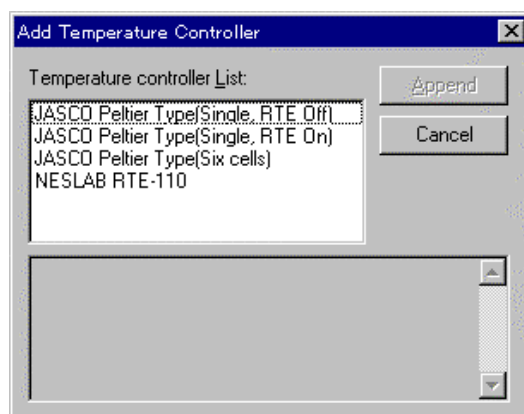 Add Temperature Controller
Temperature controller List:
Append
JASCO Peltier Type(Single, RTE Off)
JASCO Peltier Type(Single, RTE On)
Cancel
JASCO Peltier Type(Six cells)
NESLAB RTE-110